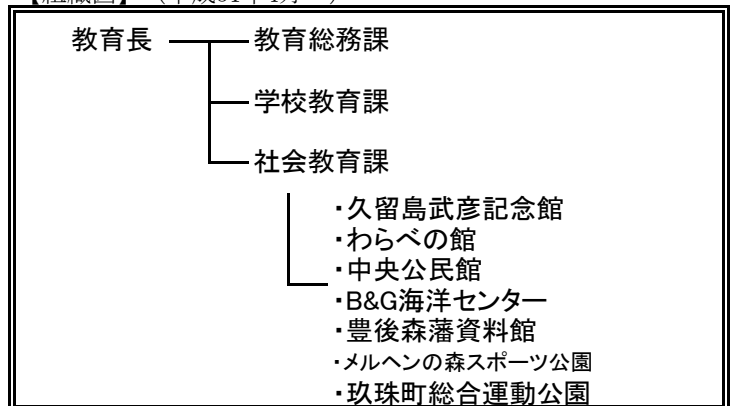 教育長
教育総務課
学校教育課
社会教育課
・久留島武彦記念館
・わらべの館
・中央公民館
・B&G海洋センター
・豊後森藩資料館
・メルヘンの森スポーツ公園
・玖珠町総合運動公園